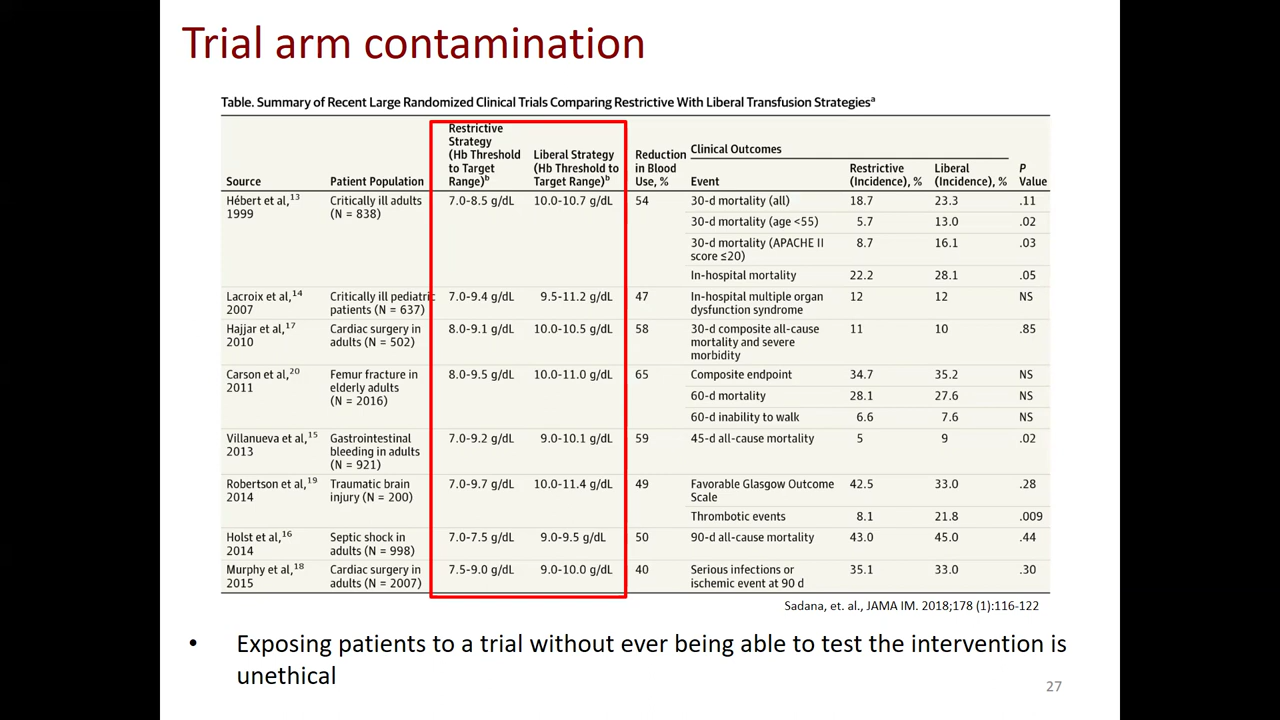 Trial arm contamination
Table. Summary of Recent Large Randomized Clinical Trials Comparing Restrictive With Liberal Transfusion Strategiesa
Source
Patient Population
Restrictive
Strategy
(Hb Threshold
to Target
Range)b
Liberal Strategy
(Hb Threshold to
Target Range)b
Reduction
in Blood
Use, %
Clinical Outcomes
Event
Restrictive
(Incidence), %
Liberal
(Incidence), %
P
Value
Hébert et al,13 Critically ill adults 7.0-8.5 g/dL 10.0-10.7 g/dL 54 30-d mortality (all) 18.7 23.3 .11
1999 (N = 838)
30-d mortality (age <55) 5.7 13.0 .02
30-d mortality (APACHE II 8.7 16.1 .03
score ≤20)
In-hospital mortality 22.2 28.1 .05
Lacroix et al,14 Critically ill pediatric 7.0-9.4 g/dL 9.5-11.2 g/dL 47 In-hospital multiple organ 12 12 NS
2007 patients (N = 637) dysfunction syndrome
Hajjar et al,17 Cardiac surgery in 8.0-9.1 g/dL 10.0-10.5 g/dL 58 30-d composite all-cause 11 10 .85
2010 adults (N = 502) mortality and severe
morbidity
Carson et al,20 Femur fracture in 8.0-9.5 g/dL 10.0-11.0 g/dL 65 Composite endpoint 34.7 35.2 NS
2011 elderly adults 60-d mortality 28.1 27.6 NS
(N = 2016)
60-d inability to walk 6.6 7.6 NS
Villanueva et al,15 Gastrointestinal 7.0-9.2 g/dL 9.0-10.1 g/dL 59 45-d all-cause mortality 5 9 .02
2013 bleeding in adults
(N = 921)
Robertson et al,19 Traumatic brain 7.0-9.7 g/dL 10.0-11.4 g/dL 49 Favorable Glasgow Outcome 42.5 33.0 .28
2014 injury (N = 200) Scale
Thrombotic events 8.1 21.8 .009
Holst et al,16 Septic shock in 7.0-7.5 g/dL 9.0-9.5 g/dL 50 90-d all-cause mortality 43.0 45.0 .44
2014 adults (N = 998)
Murphy et al,18 Cardiac surgery in 7.5-9.0 g/dL 9.0-10.0 g/dL 40 Serious infections or 35.1 33.0 .30
2015 adults (N = 2007) ischemic event at 90 d
Sadana, et. al., JAMA IM. 2018;178 (1):116-122
• Exposing patients to a trial without ever being able to test the intervention is
unethical
27